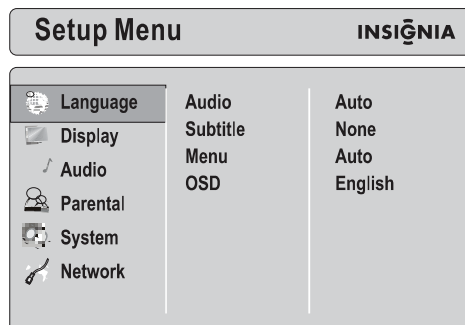 Setup Menu INSIGNIA
Language Audio Auto
Display Subtitle None
Audio Menu Auto
Parental OSD English
System
Network